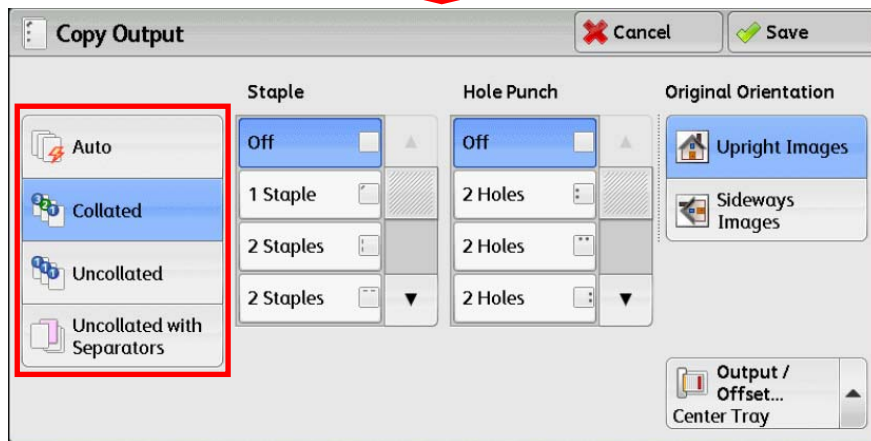 Copy Output
Cancel
Save
Auto
Collated
Uncollated
Uncollated with
Separators
Staple
Off
1 Staple
2 Staples
2 Staples
Hole Punch
Off
2 Holes
2 Holes
2 Holes
Original Orientation
Upright Images
Sideways
Images
Output /
Offset...
Center Tray